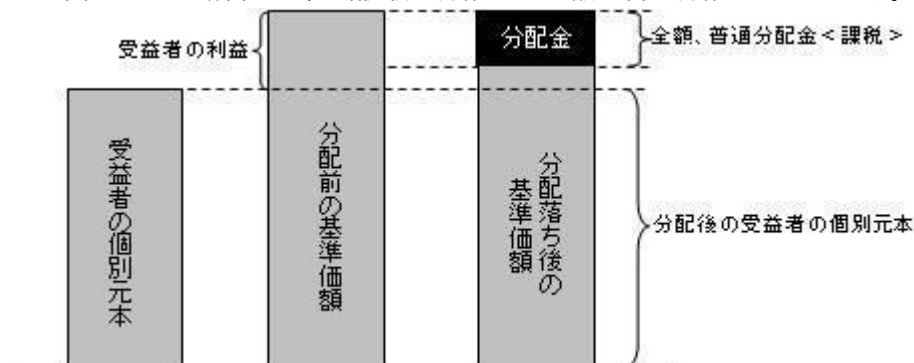 受益者の利益
分配金
全額、普通分配金＜課税＞
受益者の個別元本
分配前の基準価額
分配落ち後の
基準価額
分配後の受益者の個別元本